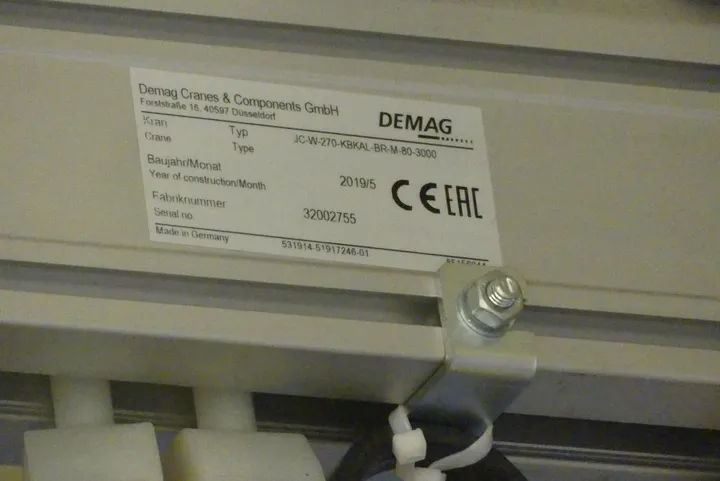 Demag Cranes & Components GmbH
Forststraße 16, 40597 Düsseldorf
DEMAG
Kran Typ JC-W-270-KBKAL-BR-M-80-3000
Crane Type
Baujahr/Monat
Year of construction/Month 2019/5
CE EAC
Fabriknummer
Serial no 32002755
Made in Germany 531914-51917246-01